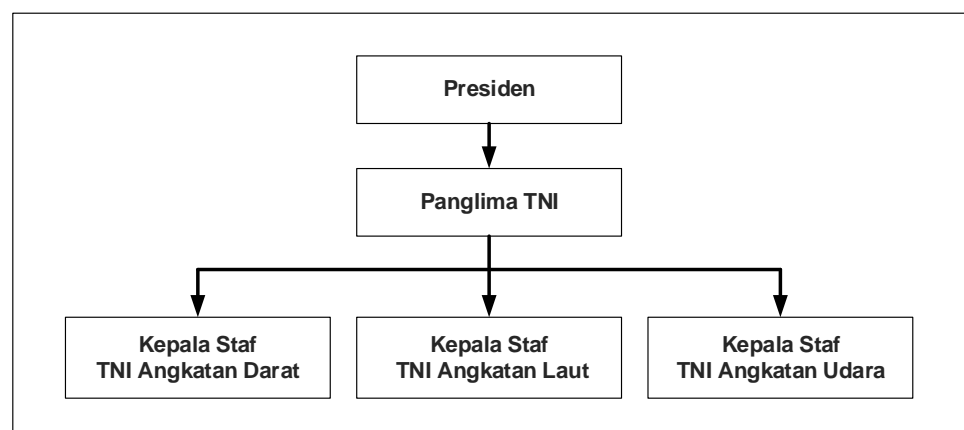 Presiden
Panglima TNI
Kepala Staf
TNI Angkatan Darat
Kepala Staf
TNI Angkatan Laut
Kepala Staf
TNI Angkatan Udara